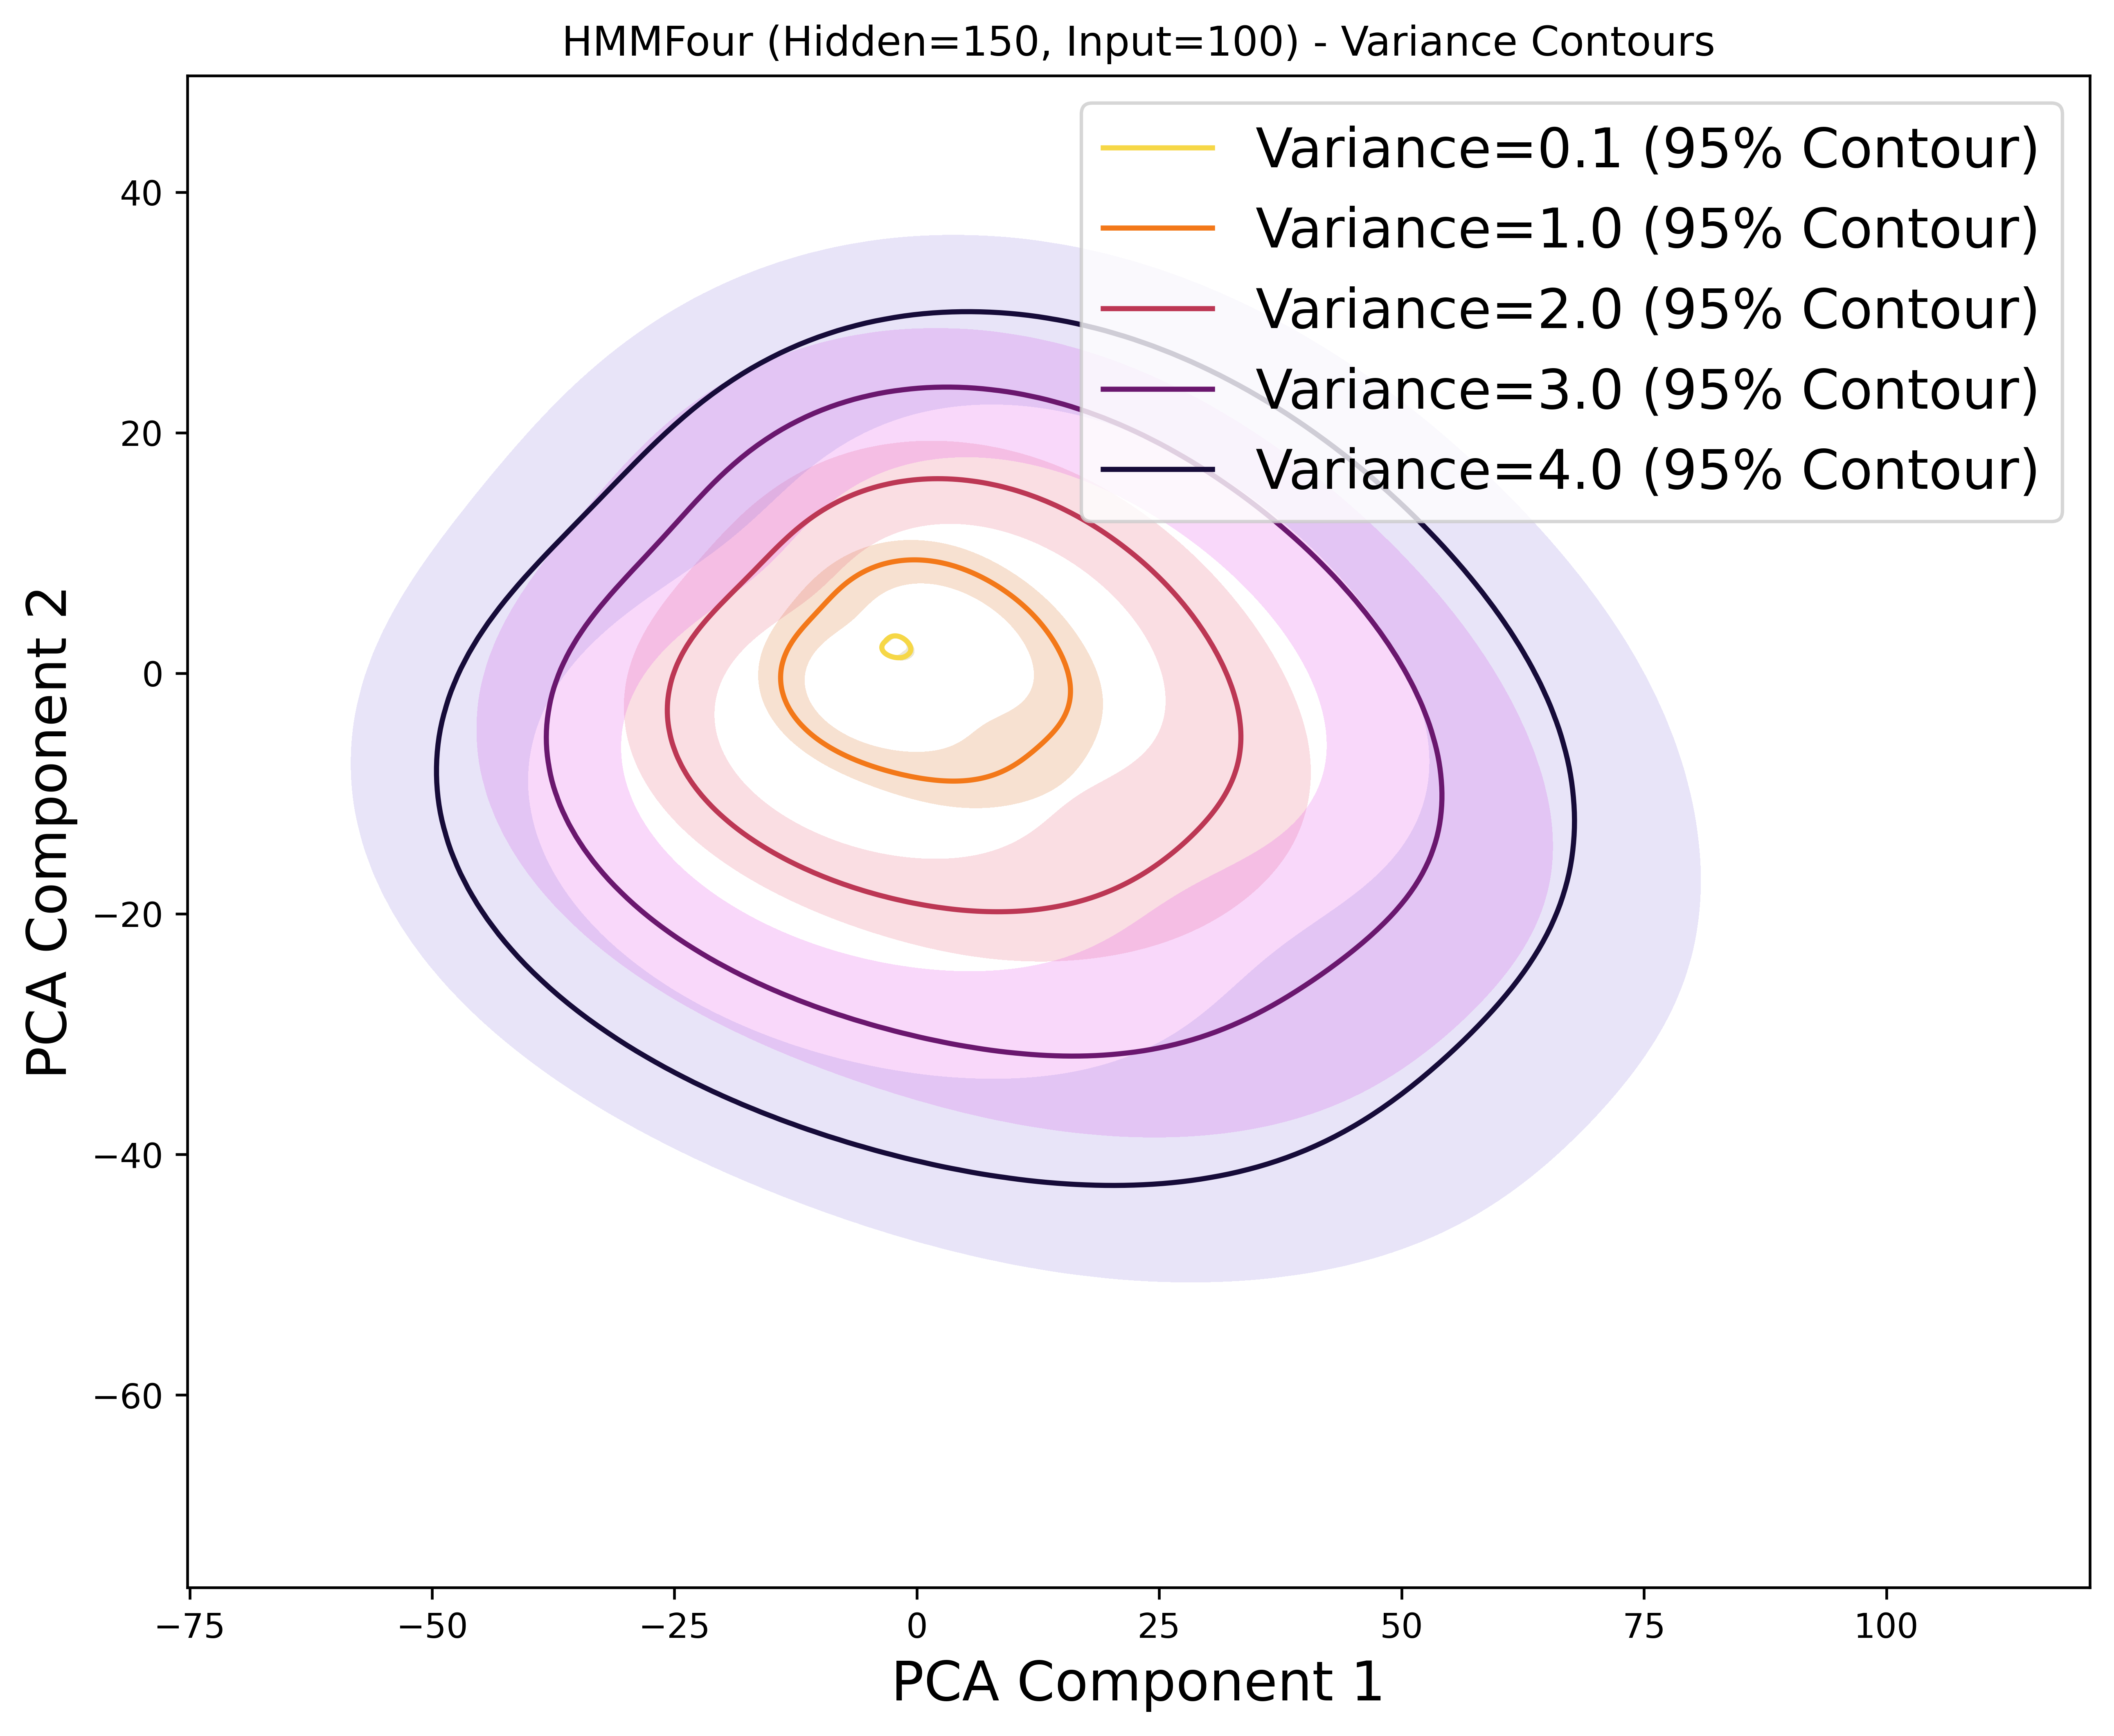 HMMFour (Hidden=150, Input=100) - Variance Contours
Variance=0.1 (95% Contour)
Variance=1.0 (95% Contour)
Variance=2.0 (95% Contour)
Variance=3.0 (95% Contour)
Variance=4.0 (95% Contour)
PCA Component 2
40
20
0
−20
−40
−60
−75 −50 −25 0 25 50 75 100
PCA Component 1